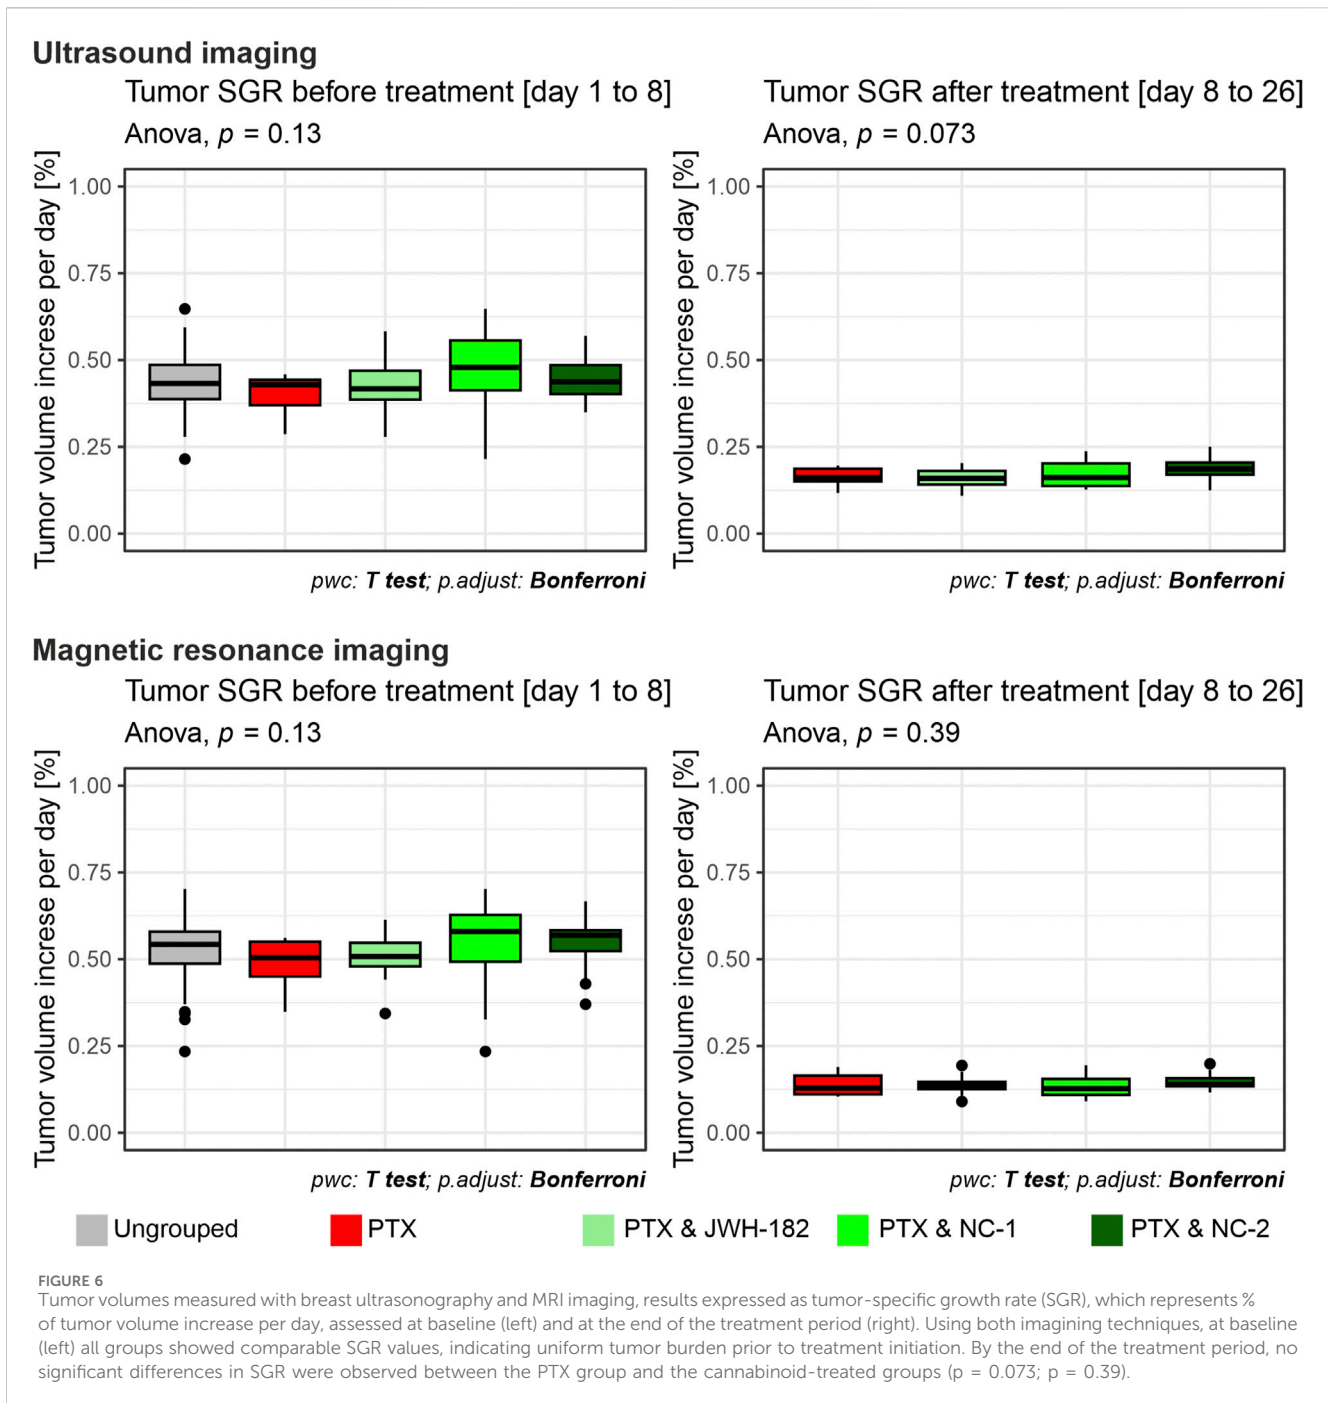 Ultrasound imaging
Tumor SGR before treatment [day 1 to 8]
Anova, p = 0.13
Tumor volume increse per day [%]
1.00
0.75
0.50
0.25
0.00
pwc: T test; p.adjust: Bonferroni
Tumor SGR after treatment [day 8 to 26]
Anova, p = 0.073
Tumor volume increse per day [%]
1.00
0.75
0.50
0.25
0.00
pwc: T test; p.adjust: Bonferroni
Magnetic resonance imaging
Tumor SGR before treatment [day 1 to 8]
Anova, p = 0.13
Tumor volume increse per day [%]
1.00
0.75
0.50
0.25
0.00
pwc: T test; p.adjust: Bonferroni
Tumor SGR after treatment [day 8 to 26]
Anova, p = 0.39
Tumor volume increse per day [%]
1.00
0.75
0.50
0.25
0.00
pwc: T test; p.adjust: Bonferroni
Ungrouped
PTX
PTX & JWH-182
PTX & NC-1
PTX & NC-2
FIGURE 6
Tumor volumes measured with breast ultrasonography and MRI imaging, results expressed as tumor-specific growth rate (SGR), which represents %
of tumor volume increase per day, assessed at baseline (left) and at the end of the treatment period (right). Using both imagining techniques, at baseline
(left) all groups showed comparable SGR values, indicating uniform tumor burden prior to treatment initiation. By the end of the treatment period, no
significant differences in SGR were observed between the PTX group and the cannabinoid-treated groups (p = 0.073; p = 0.39).